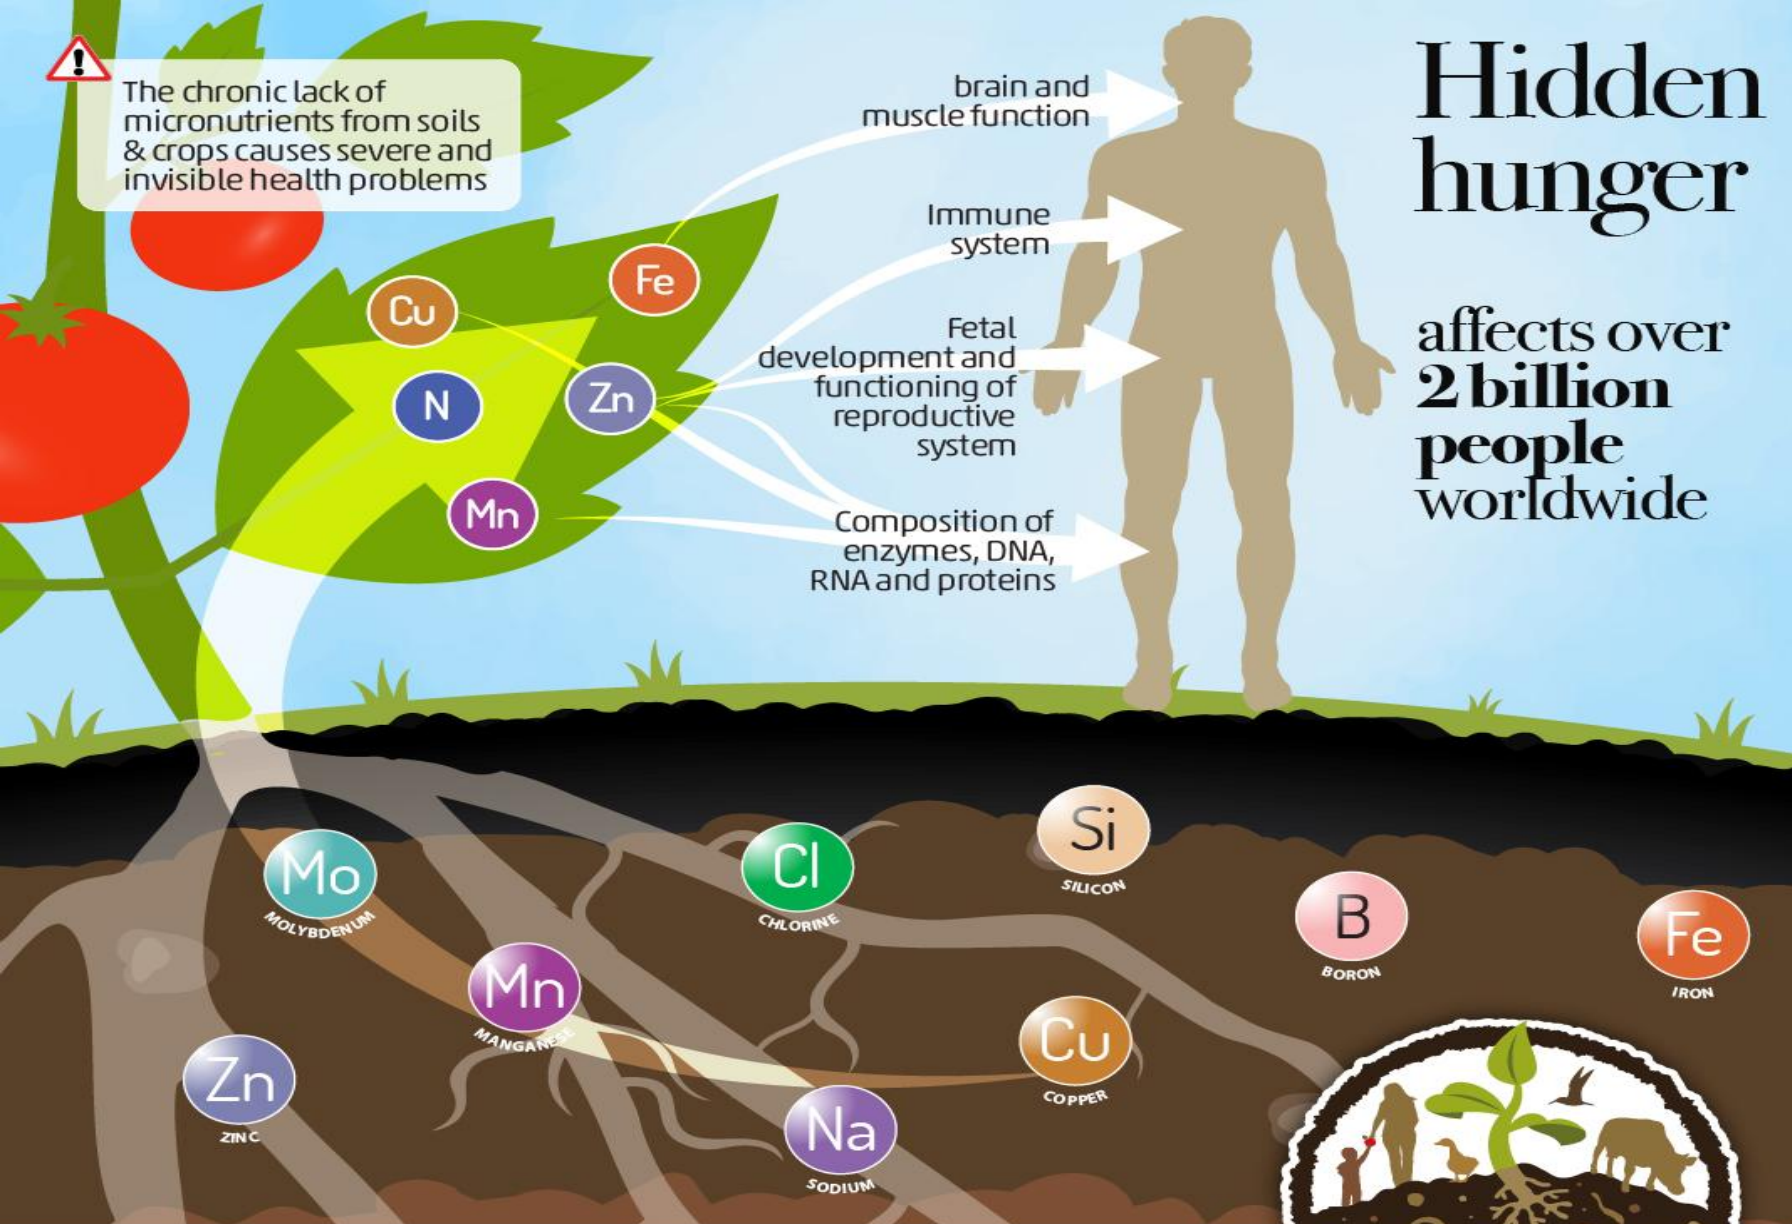 The chronic lack of
micronutrients from soils
& crops causes severe and
invisible health problems
brain and
muscle function
Immune
system
Fetal
development and
functioning of
reproductive
system
Composition of
enzymes, DNA,
RNA and proteins
Hidden
hunger
affects over
2 billion
people
worldwide
Fe
Cu
N
Zn
Mn
Mo
MOLYBDENUM
Cl
CHLORINE
Si
SILICON
B
BORON
Fe
IRON
Mn
MANGANESE
Cu
COPPER
Zn
ZINC
Na
SODIUM